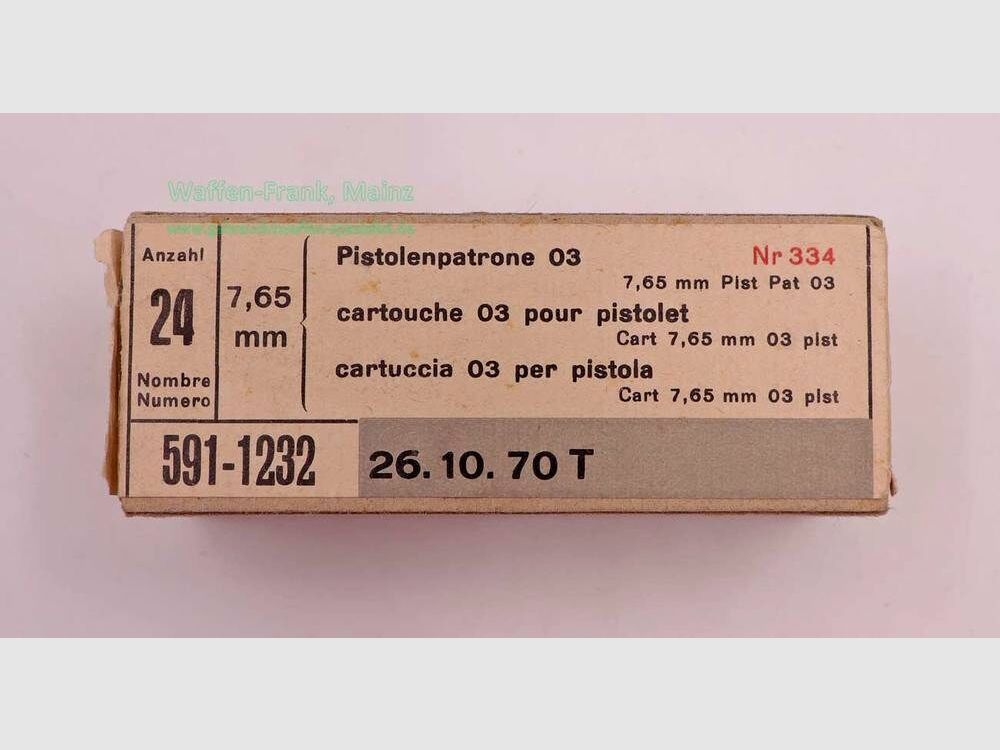 Waffen-Frank, Mainz
Anzahl
24
Nombre
Numero
7,65
mm
Pistolenpatrone 03
Nr 334
7,65 mm Pist Pat 03
cartouche 03 pour pistolet
Cart 7,65 mm 03 pist
cartuccia 03 per pistola
Cart 7,65 mm 03 pist
591-1232
26. 10. 70 T